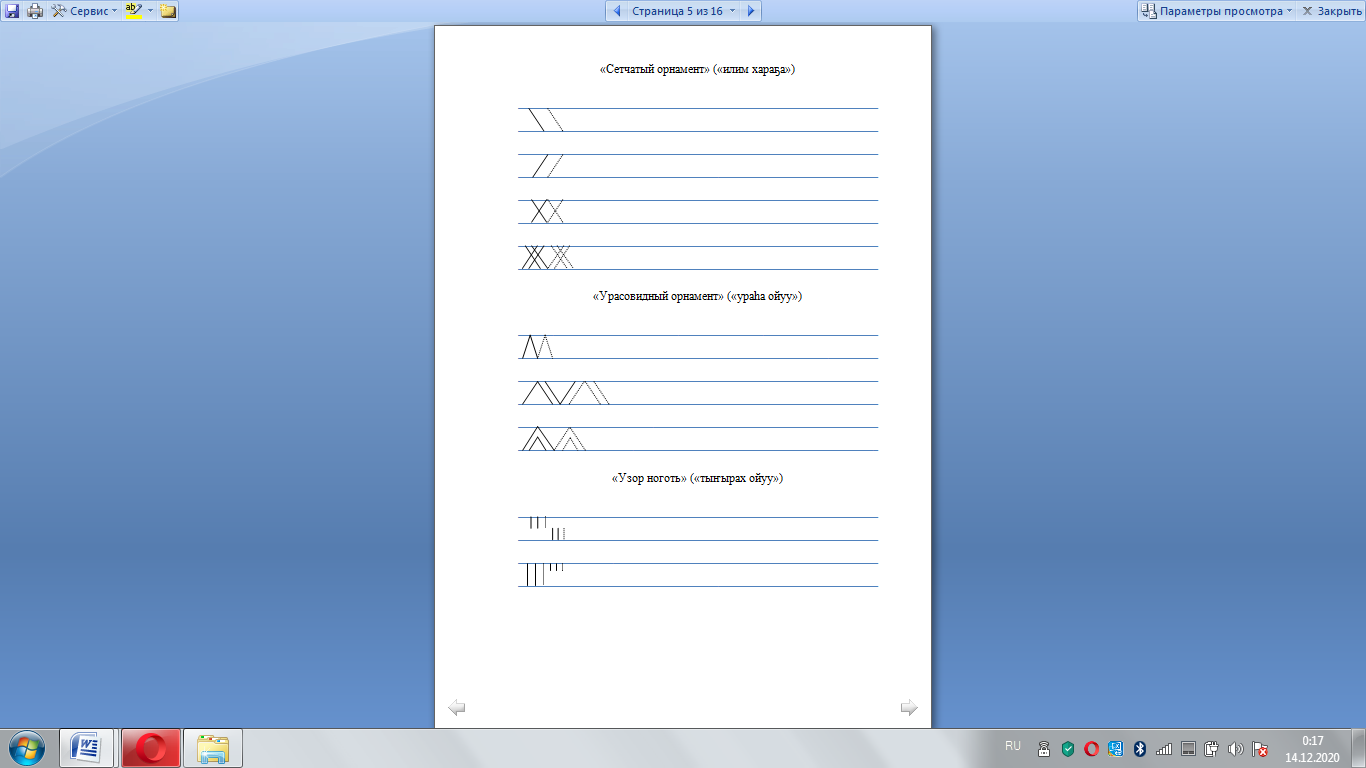 Сервис
Страница 5 из 16
Параметры просмотра
Закрыть
«Сетчатый орнамент» («илим хараҕа»)
«Урасовидный орнамент» («ураһа ойуу»)
«Узор ноготь» («тыҥырах ойуу»)
RU
0:17
14.12.2020